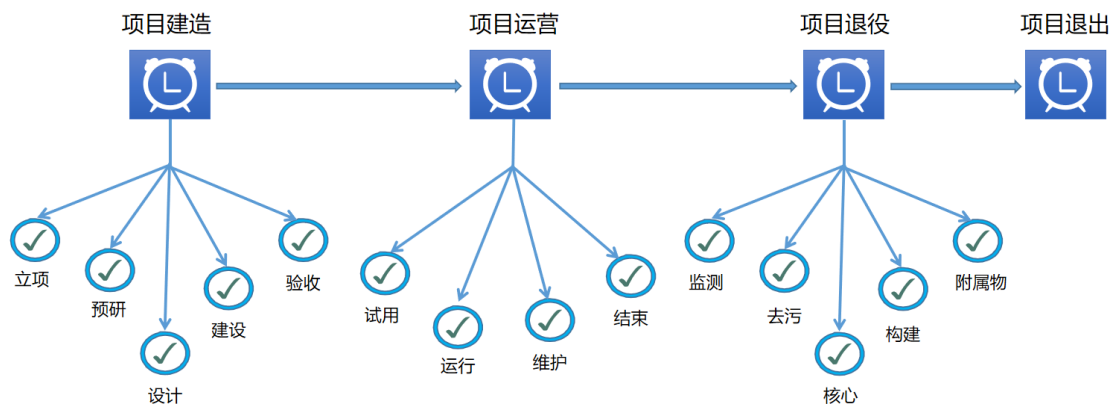 项目建造
项目运营
项目退役
项目退出
立项
预研
设计
建设
验收
试用
运行
维护
结束
监测
去污
核心
构建
附属物